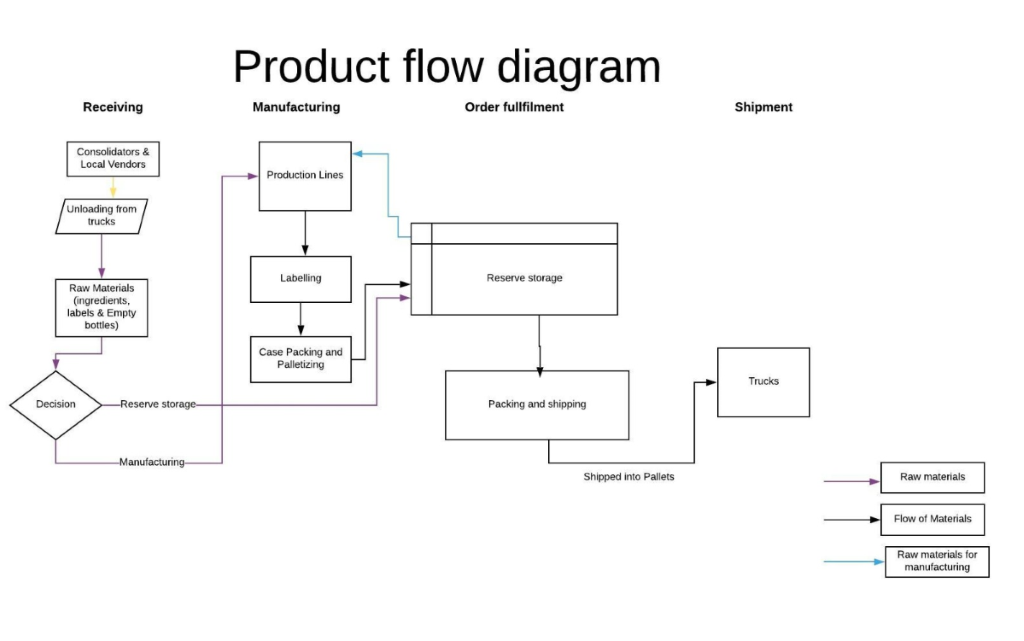 Product flow diagram
Receiving
Manufacturing
Order fullfilment
Shipment
Consolidators &
Local Vendors
Unloading from
trucks
Raw Materials
(ingredients,
labels & Empty
bottles)
Decision
Reserve storage
Manufacturing
Production Lines
Labelling
Case Packing and
Palletizing
Reserve storage
Packing and shipping
Shipped into Pallets
Trucks
Raw materials
Flow of Materials
Raw materials for
manufacturing